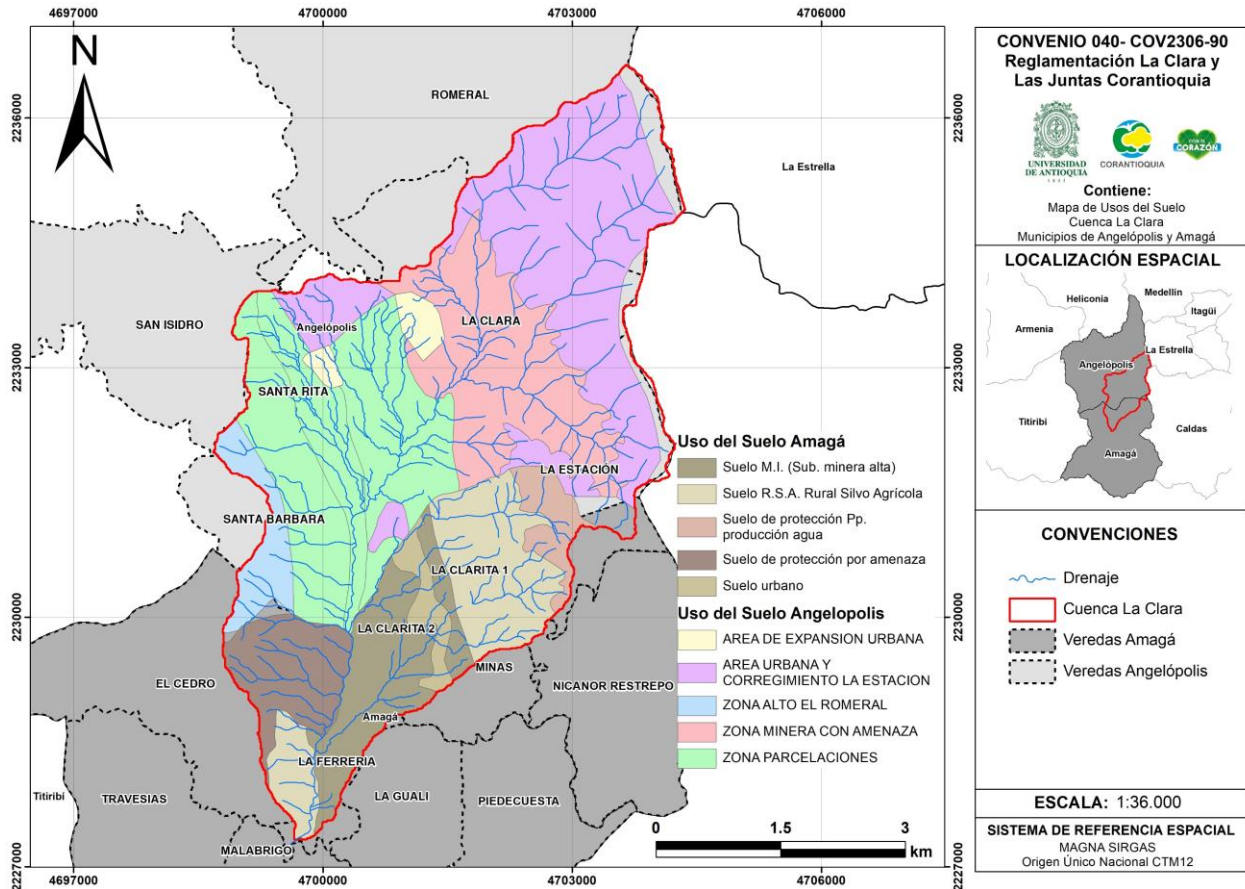 4697000
4700000
4703000
4706000
2236000
2233000
2230000
2227000
2236000
2233000
2230000
2227000
N
ROMERAL
La Estrella
SAN ISIDRO
Angelópolis
LA CLARA
SANTA RITA
LA ESTACIÓN
SANTA BARBARA
LA CLARITA 1
LA CLARITA 2
MINAS
EL CEDRO
NICANOR RESTREPO
Amagá
LA FERRERIA
Titiribí
TRAVESIAS
LA GUALI
PIEDECUESTA
MALABRIGO
Uso del Suelo Amagá
Suelo M.I. (Sub. minera alta)
Suelo R.S.A. Rural Silvo Agrícola
Suelo de protección Pp.
producción agua
Suelo de protección por amenaza
Suelo urbano
Uso del Suelo Angelopolis
AREA DE EXPANSION URBANA
AREA URBANA Y
CORREGIMIENTO LA ESTACION
ZONA ALTO EL ROMERAL
ZONA MINERA CON AMENAZA
ZONA PARCELACIONES
0 1.5 3
km
4697000
4700000
4703000
4706000
CONVENIO 040- COV2306-90
Reglamentación La Clara y
Las Juntas Corantioquia
UNIVERSIDAD
DE ANTIOQUIA
1803
CORANTIOQUIA
CORAZÓN
Contiene:
Mapa de Usos del Suelo
Cuenca La Clara
Municipios de Angelópolis y Amagá
LOCALIZACIÓN ESPACIAL
Heliconia
Medellín
Itagüí
Armenia
La Estrella
Angelópolis
Titiribí
Caldas
Amagá
CONVENCIONES
Drenaje
Cuenca La Clara
Veredas Amagá
Veredas Angelópolis
ESCALA: 1:36.000
SISTEMA DE REFERENCIA ESPACIAL
MAGNA SIRGAS
Origen Único Nacional CTM12